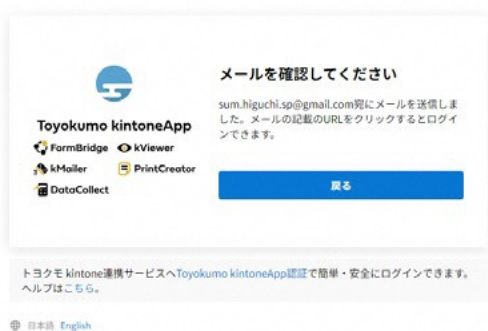 メールを確認してください
sum.higuchi.sp@gmail.com宛にメールを送信しま
した。メールの記載のURLをクリックするとログイ
ンできます。
戻る
Toyokumo kintoneApp
FormBridge kViewer
kMailer PrintCreator
DataCollect
トヨクモ kintone連携サービスへToyokumo kintoneApp認証で簡単・安全にログインできます。
ヘルプはこちら。
日本語 English